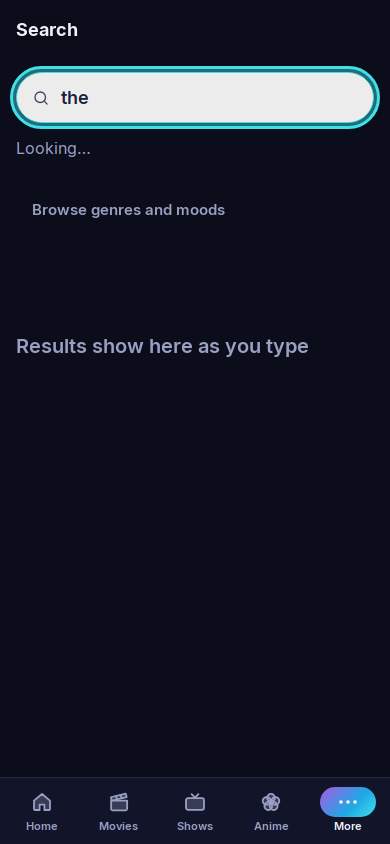 Search
the
Looking...
Browse genres and moods
Results show here as you type
Home
Movies
Shows
Anime
More